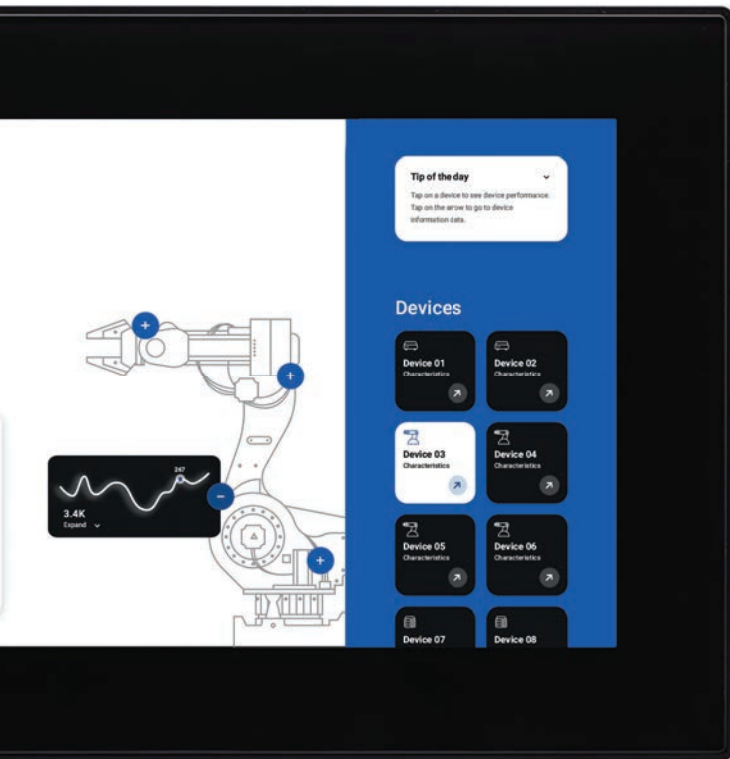 Tip of the day
Tap on a device to see device performance.
Tap on the arrow to go to device
information data.
Devices
Device 01
Characteristics
Device 02
Characteristics
Device 03
Characteristics
Device 04
Characteristics
267
3.4K
Expand
Device 05
Characteristics
Device 06
Characteristics
Device 07
Device 08